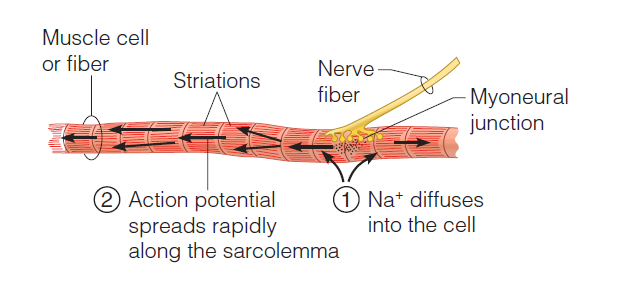 Muscle cell
or fiber
Striations
Nerve
fiber
Myoneural
junction
② Action potential
spreads rapidly
along the sarcolemma
① Na⁺ diffuses
into the cell